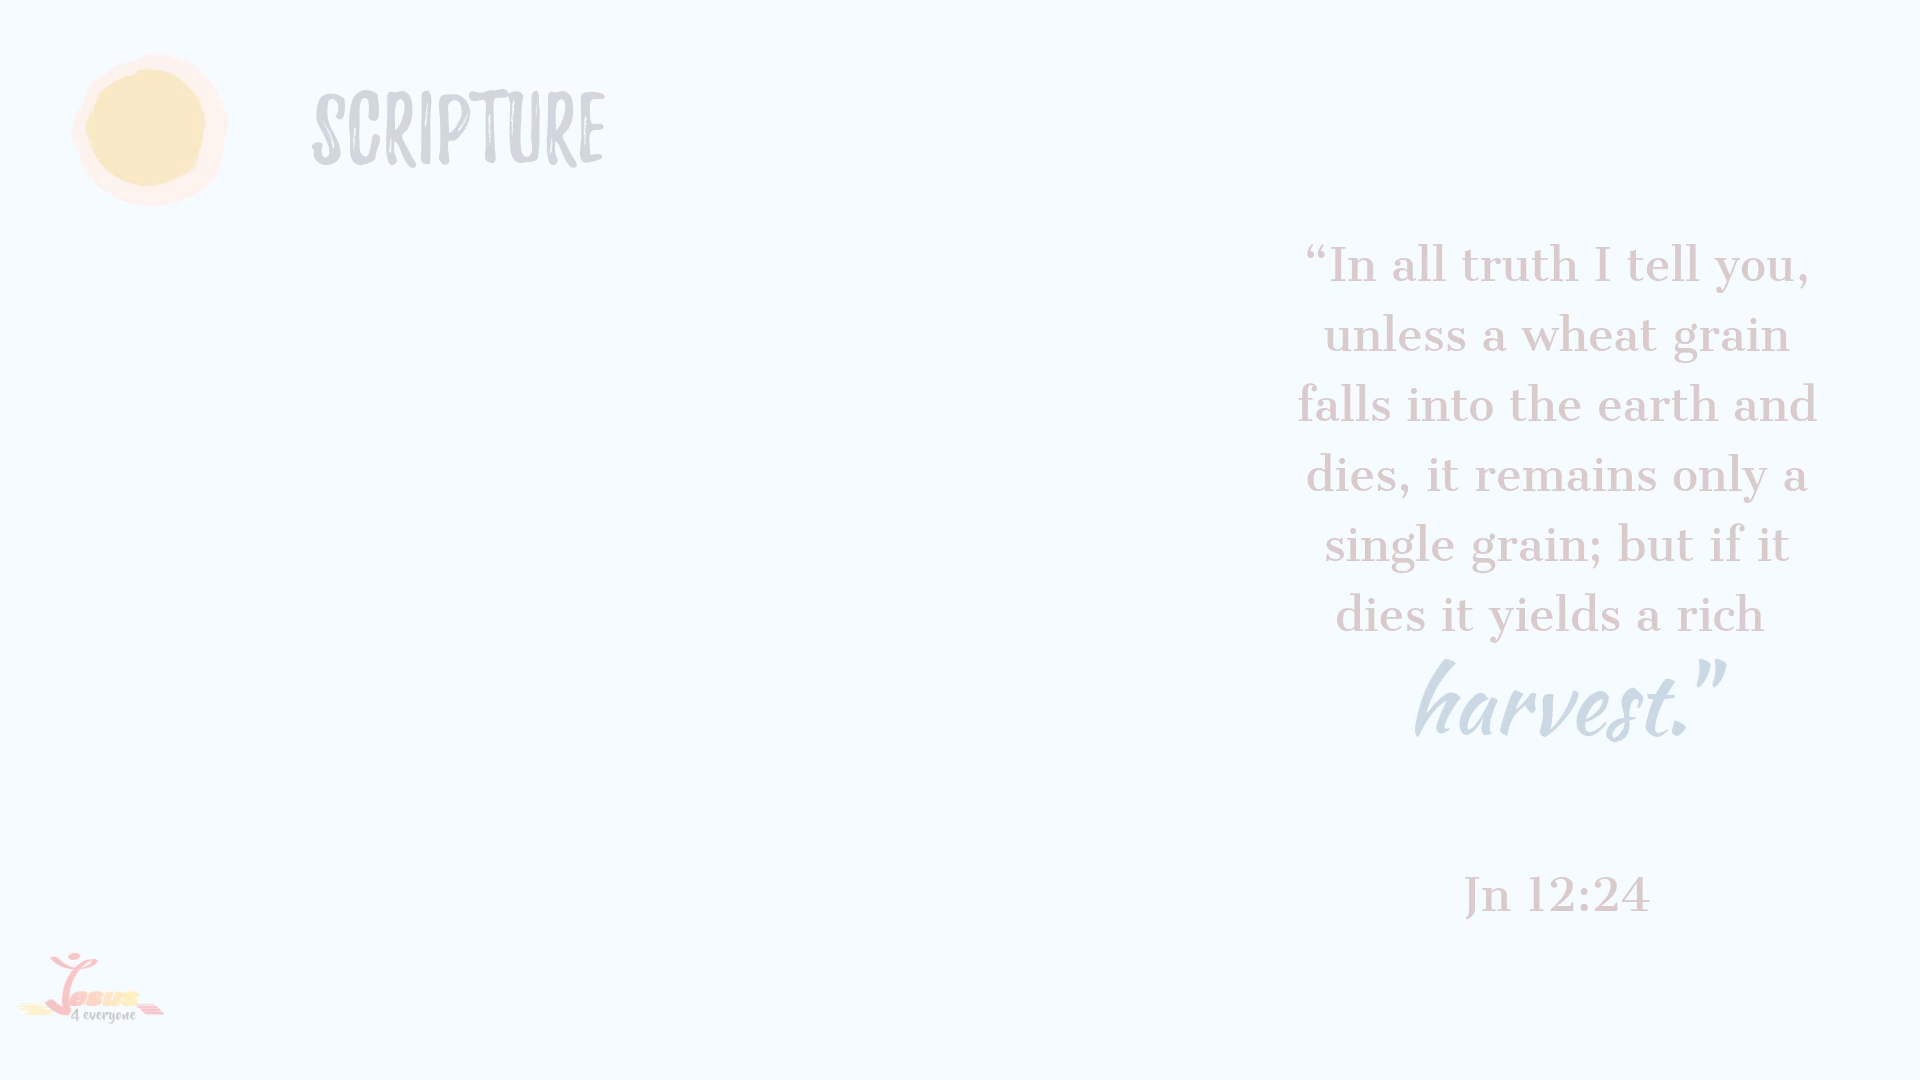 SCRIPTURE
“In all truth I tell you,
unless a wheat grain
falls into the earth and
dies, it remains only a
single grain; but if it
dies it yields a rich
harvest.”
Jn 12:24
Jesus
4 everyone